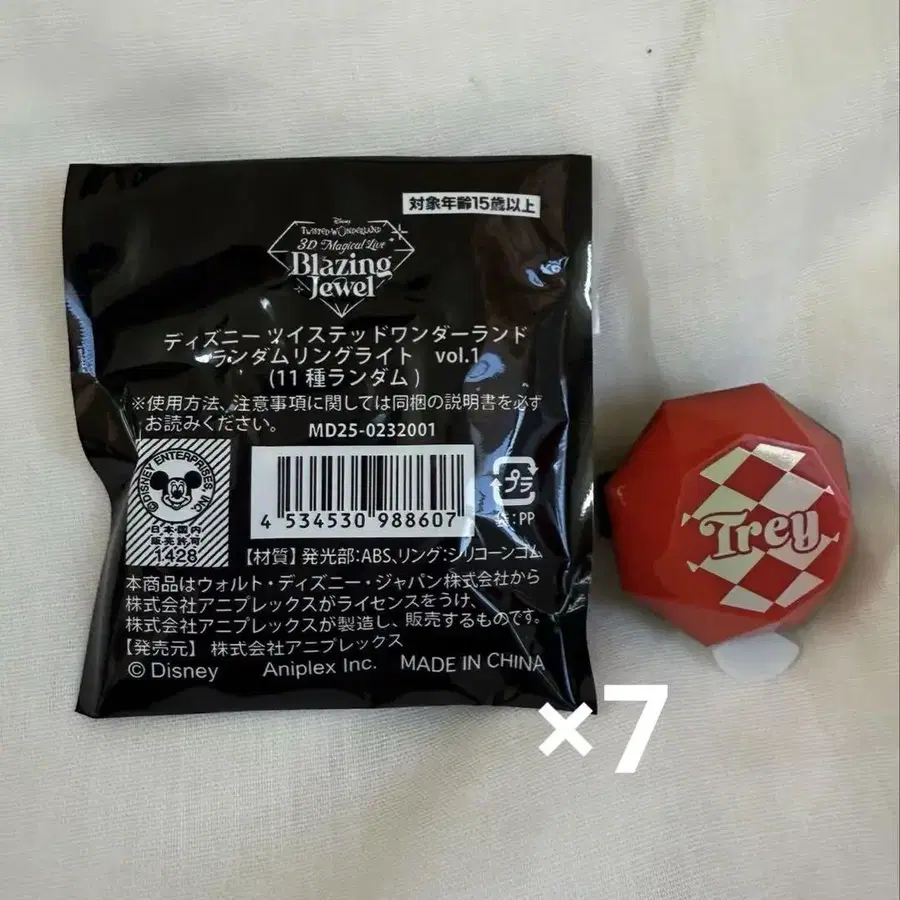 対象年齢15歳以上
Disney
TWISTED-WONDERLAND
3D Magical Live
Blazing
Jewel
ディズニー ツイステッドワンダーランド
ランダムリングライト vol.1
(11種ランダム)
※使用方法、注意事項に関しては同梱の説明書を必ず
お読みください。
MD25-0232001
©DISNEY ENTERPRISES, INC.
日本国内
販売許可
1428
4 534530 988607
プラ
袋:PP
【材質】発光部:ABS、リング:シリコーンゴム
本商品はウォルト・ディズニー・ジャパン株式会社から
株式会社アニプレックスがライセンスをうけ、
株式会社アニプレックスが製造し、販売するものです。
【発売元】 株式会社アニプレックス
© Disney Aniplex Inc. MADE IN CHINA
Trey
×7